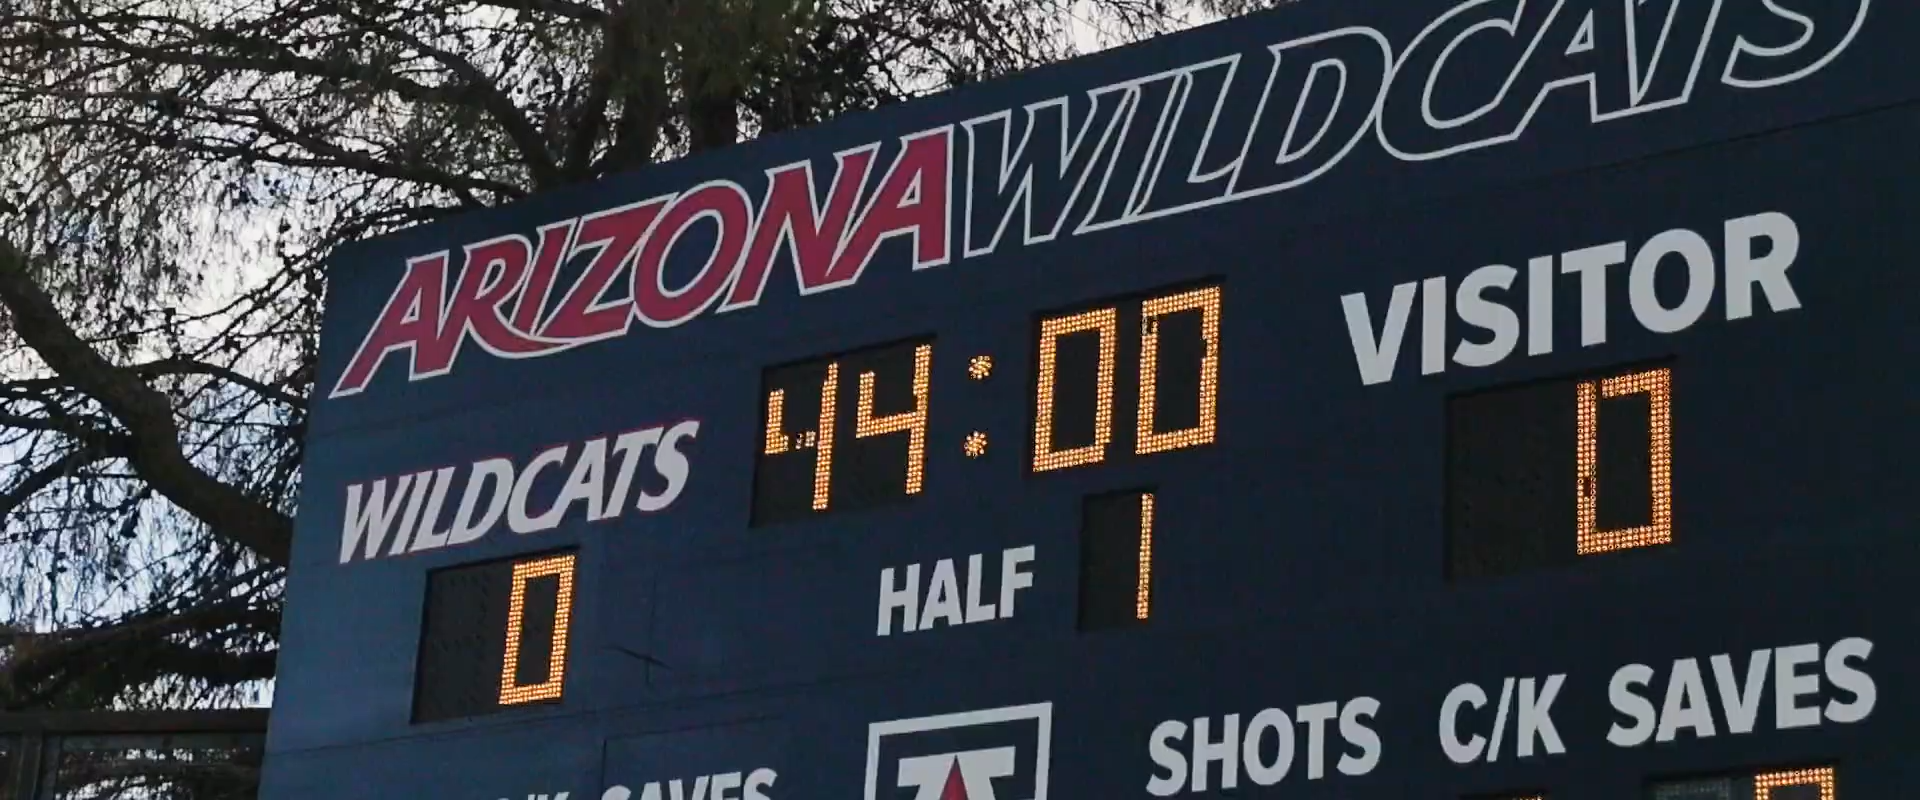 ARIZONA WILDCATS
WILDCATS 44:00 VISITOR
0 HALF 1 0
SAVES SHOTS C/K SAVES